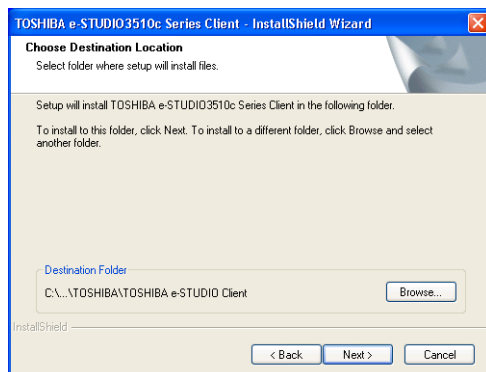 TOSHIBA e-STUDIO3510c Series Client - InstallShield Wizard
Choose Destination Location
Select folder where setup will install files.
Setup will install TOSHIBA e-STUDIO3510c Series Client in the following folder.
To install to this folder, click Next. To install to a different folder, click Browse and select
another folder.
Destination Folder
C:\...\TOSHIBA\TOSHIBA e-STUDIO Client
Browse...
InstallShield
< Back
Next >
Cancel